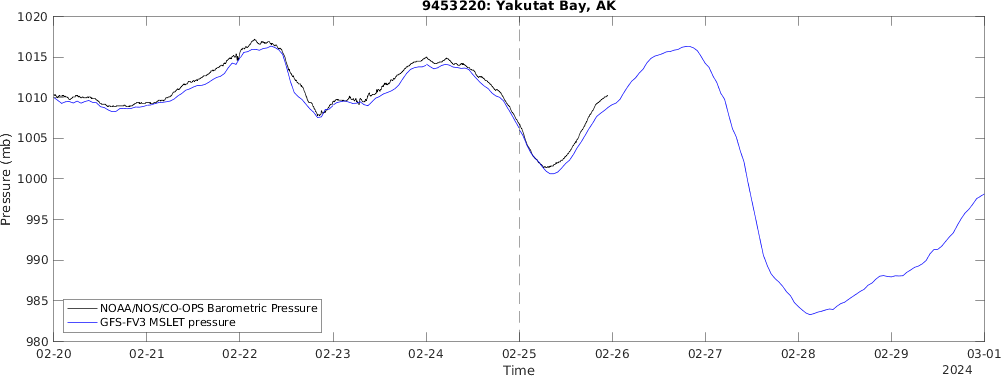 9453220: Yakutat Bay, AK
Pressure (mb)
1020
1015
1010
1005
1000
995
990
985
980
NOAA/NOS/CO-OPS Barometric Pressure
GFS-FV3 MSLET pressure
02-20 02-21 02-22 02-23 02-24 02-25 02-26 02-27 02-28 02-29 03-01
Time
2024